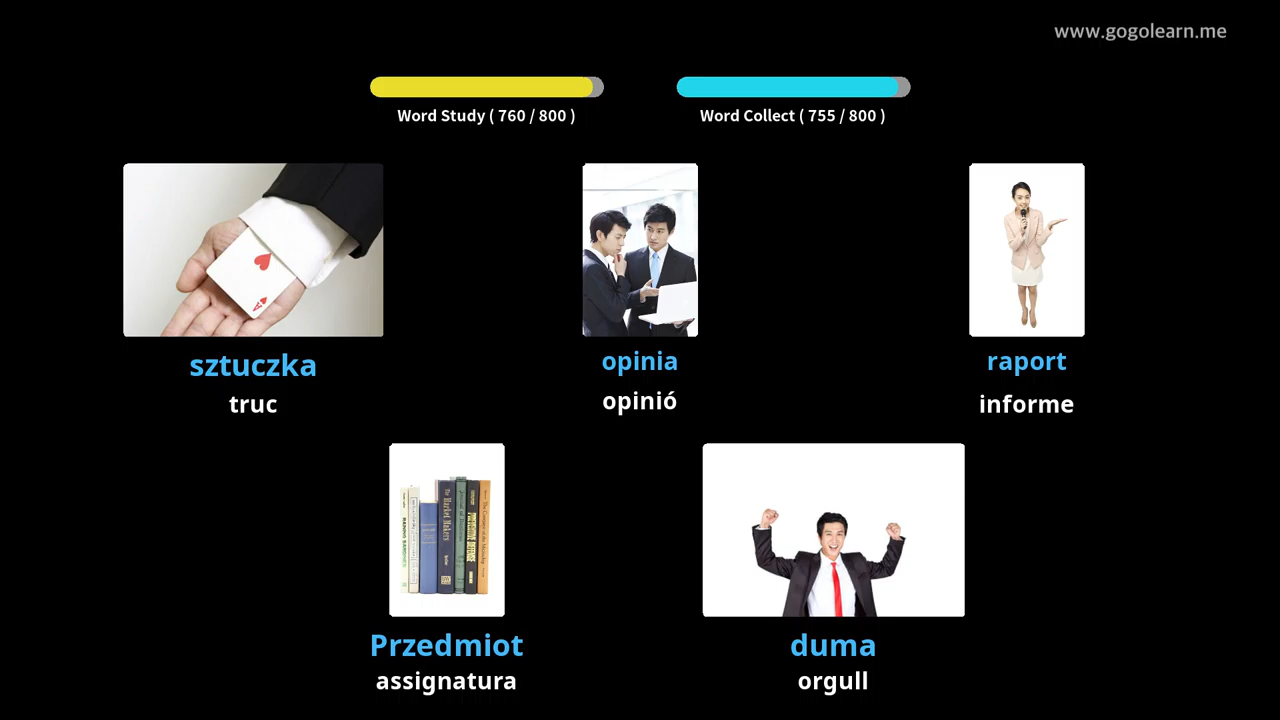 www.gogolearn.me
Word Study ( 760 / 800 )
Word Collect ( 755 / 800 )
sztuczka
truc
opinia
opinió
raport
informe
A
Przedmiot
assignatura
duma
orgull